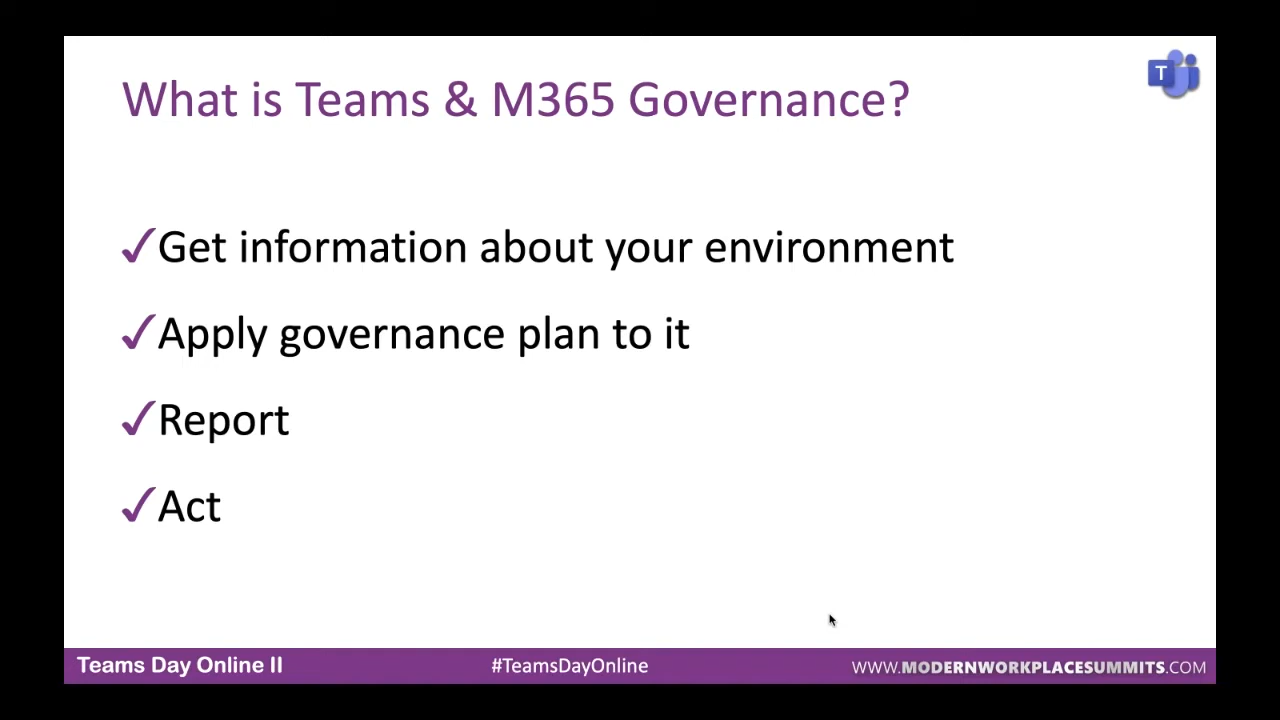 What is Teams & M365 Governance?
T
✓Get information about your environment
✓Apply governance plan to it
✓Report
✓Act
Teams Day Online II
#TeamsDayOnline
WWW.MODERNWORKPLACESUMMITS.COM